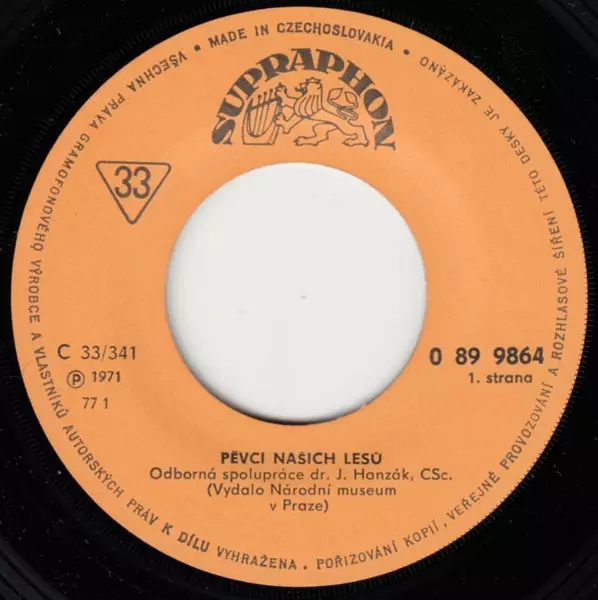 MADE IN CZECHOSLOVAKIA •
VŠECHNA PRÁVA GRAMOFONOVÉHO VÝROBCE A VLASTNÍKŮ AUTORSKÝCH PRÁV K DÍLU VYHRAŽENA. POŘIZOVÁNÍ KOPIÍ, VEŘEJNÉ PROVOZOVÁNÍ A ROZHLASOVÉ ŠÍŘENÍ TÉTO DESKY JE ZAKÁZÁNO •
SUPRAPHON
33
C 33/341
℗ 1971
77 1
0 89 9864
1. strana
PĚVCI NAŠICH LESŮ
Odborná spolupráce dr. J. Hanzák, CSc.
(Vydalo Národní museum
v Praze)